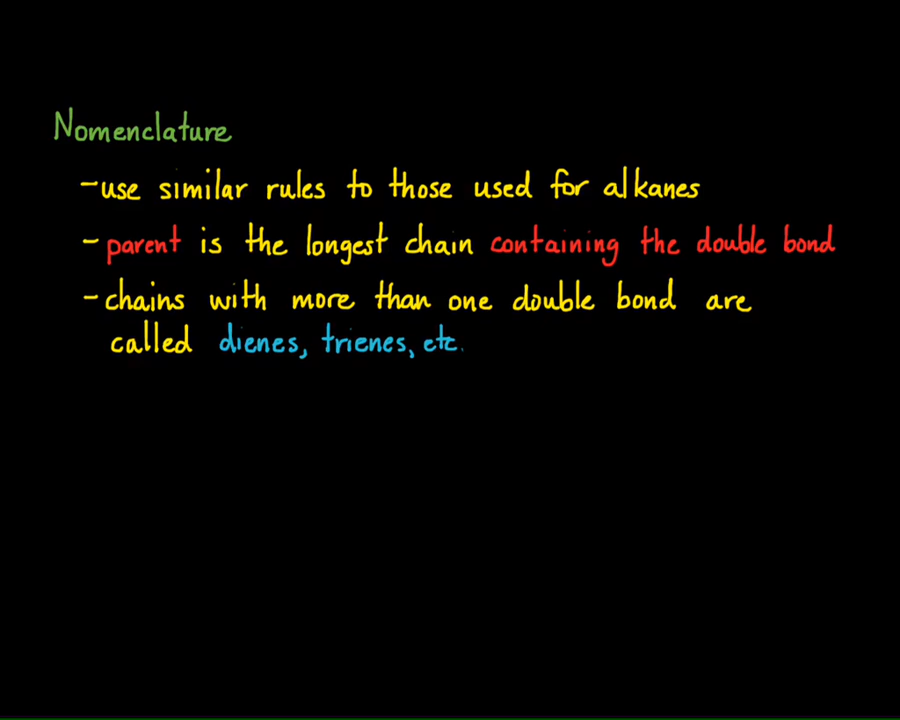 Nomenclature
-use similar rules to those used for alkanes
- parent is the longest chain containing the double bond
- chains with more than one double bond are
called dienes, trienes, etc.